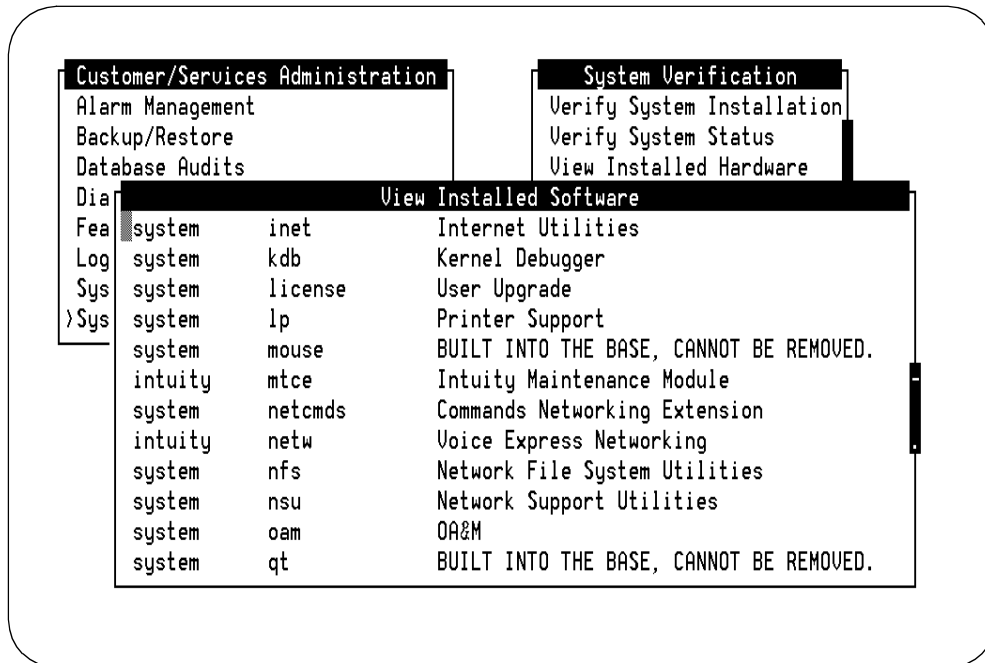 Customer/Services Administration
Alarm Management
Backup/Restore
Database Audits
Dia
Fea
Log
Sys
>Sys
System Verification
Verify System Installation
Verify System Status
View Installed Hardware
View Installed Software
system inet Internet Utilities
system kdb Kernel Debugger
system license User Upgrade
system lp Printer Support
system mouse BUILT INTO THE BASE, CANNOT BE REMOVED.
intuity mtce Intuity Maintenance Module
system netcmds Commands Networking Extension
intuity netw Voice Express Networking
system nfs Network File System Utilities
system nsu Network Support Utilities
system oam OA&M
system qt BUILT INTO THE BASE, CANNOT BE REMOVED.